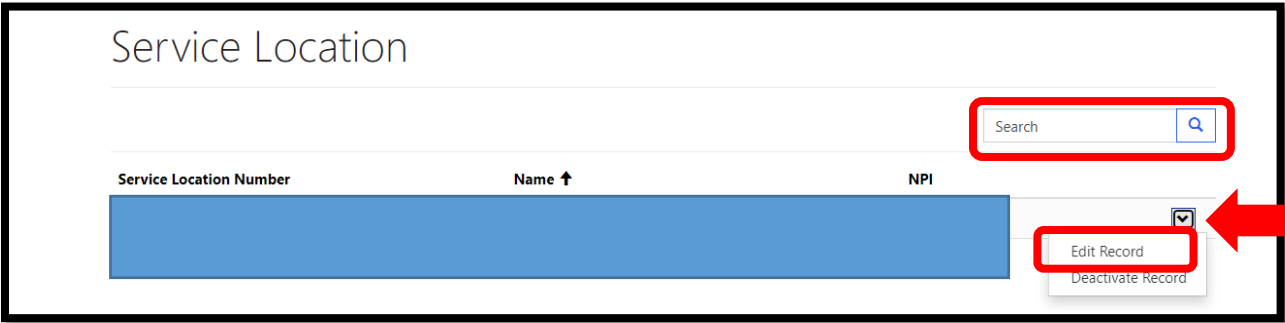 Service Location
Search
Service Location Number Name NPI
Edit Record
Deactivate Record